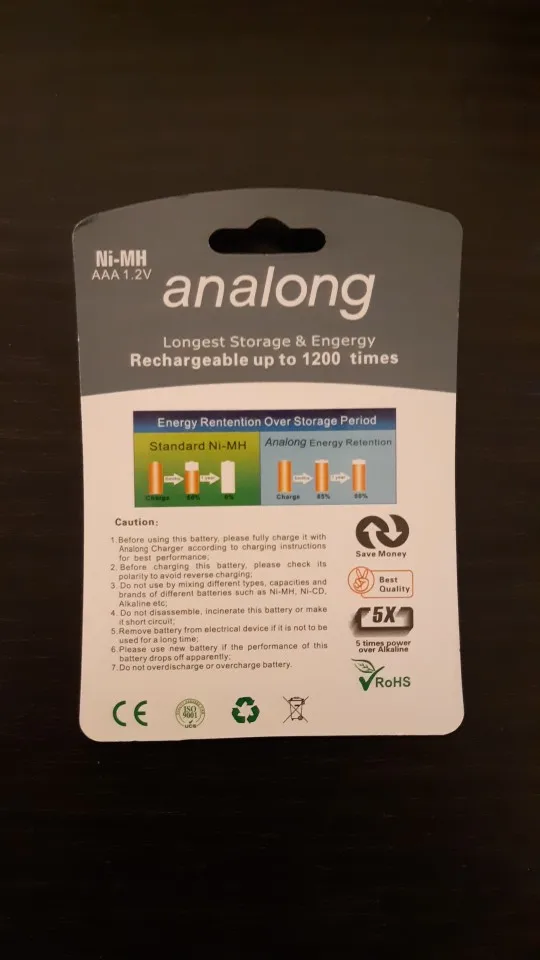 Ni-MH
AAA 1.2V
analong
Longest Storage & Engergy
Rechargeable up to 1200 times
Energy Rentention Over Storage Period
Standard Ni-MH
Analong Energy Retention
Charge
0%
Charge
85%
Caution:
1.Before using this battery, please fully charge it with
Analong Charger according to charging instructions
for best performance;
2. Before charging this battery, please check its
polarity to avoid reverse charging;
3. Do not use by mixing different types, capacities and
brands of different batteries such as Ni-MH, Ni-CD,
Alkaline etc;
4. Do not disassemble, incinerate this battery or make
it short circuit;
5.Remove battery from electrical device if it is not to be
used for a long time;
6.Please use new battery if the performance of this
battery drops off apparently;
7.Do not overdischarge or overcharge battery.
Save Money
Best
Quality
5X
5 times power
over Alkaline
RoHS
CE
ISO
9001
UCS